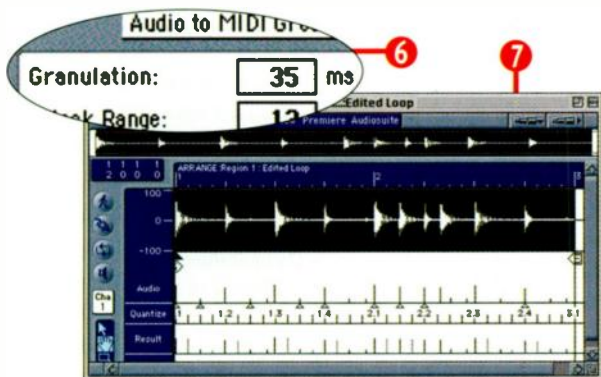 Audio to MIDI Gro
6
7
Granulation: 35 ms
Range: 12
:Edited Loop
Premiere Audiosuite
1 1 1 1
2 0 0 0
ARRANGE:Region 1: Edited Loop
1 2 3
100
0
-100
Audio
Cha
1
Quantize 1 1.2 1.3 1.4 2.1 2.2 2.3 2.4 3.1
Result